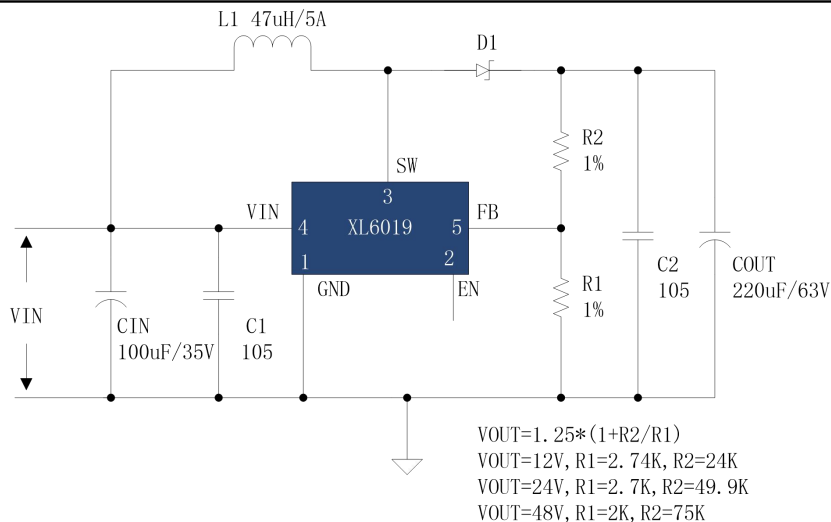 L1 47uH/5A
D1
R2
1%
SW
3
VIN
4
XL6019
5
FB
1
2
GND
EN
R1
1%
C2
105
COUT
220uF/63V
VIN
CIN
100uF/35V
C1
105
VOUT=1.25*(1+R2/R1)
VOUT=12V,R1=2.74K,R2=24K
VOUT=24V,R1=2.7K,R2=49.9K
VOUT=48V,R1=2K,R2=75K